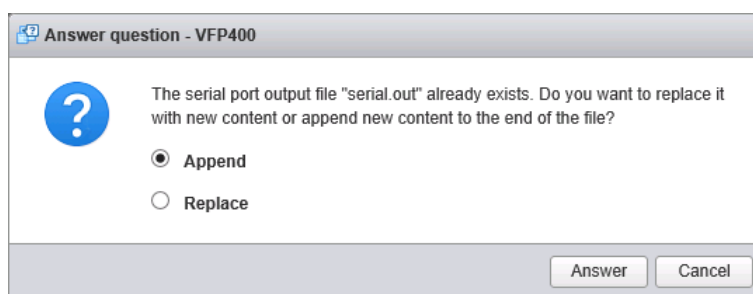 Answer question - VFP400
The serial port output file "serial.out" already exists. Do you want to replace it
with new content or append new content to the end of the file?
Append
Replace
Answer
Cancel